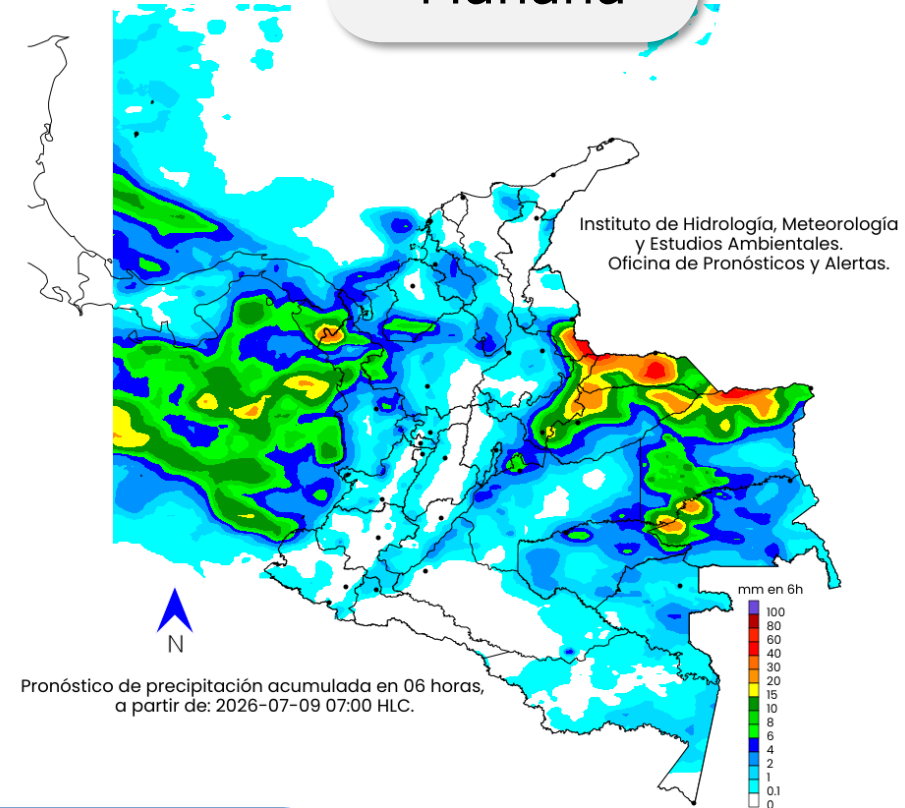 Mañana
Instituto de Hidrología, Meteorología
y Estudios Ambientales.
Oficina de Pronósticos y Alertas.
mm en 6h
100
80
60
40
30
20
15
10
8
6
4
2
1
0.1
0
N
Pronóstico de precipitación acumulada en 06 horas,
a partir de: 2026-07-09 07:00 HLC.